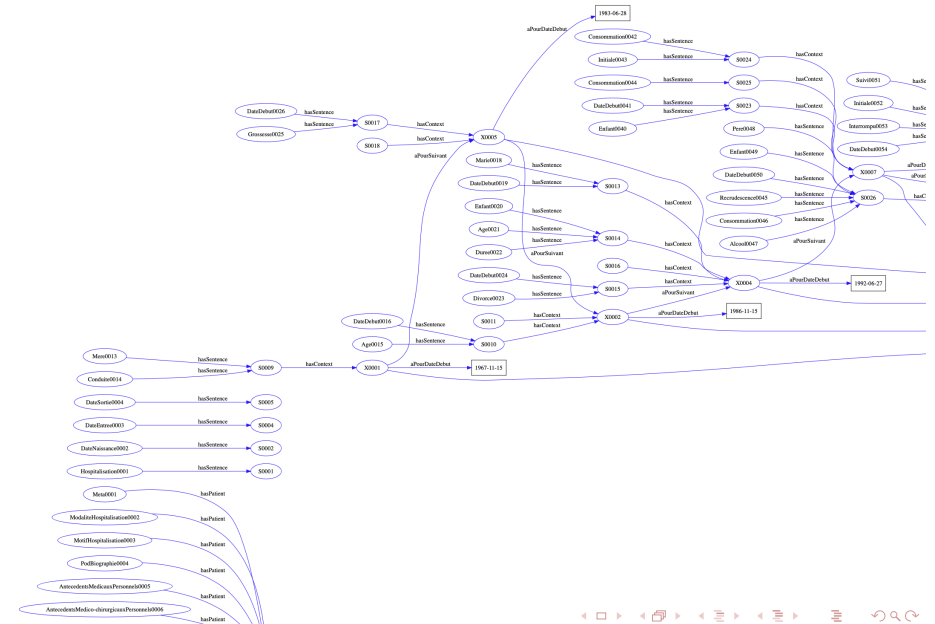 1983-06-28
aPourDateDebut
Consommation0042
hasSentence
Initiale0043
hasSentence
S0024
hasContext
Consommation0044
hasSentence
S0025
hasContext
Suivi0051
DateDebut0041
hasSentence
hasSentence
S0023
hasContext
Initiale0052
Enfant0040
Pere0048
hasSentence
Interrompu0053
DateDebut0054
Enfant0049
hasSentence
X0007
DateDebut0050
hasSentence
Recrudescence0045
hasSentence
hasSentence
S0026
Consommation0046
hasSentence
Alcool0047
aPourSuivant
DateDebut0026
hasSentence
Grossesse0025
hasSentence
S0017
hasContext
S0018
hasContext
X0005
aPourSuivant
Marie0018
hasSentence
DateDebut0019
hasSentence
S0013
hasContext
Enfant0020
hasSentence
Age0021
hasSentence
Duree0022
hasSentence
S0014
hasContext
aPourSuivant
S0016
hasContext
DateDebut0024
hasSentence
S0015
hasContext
X0004
aPourDateDebut
1992-06-27
Divorce0023
hasSentence
aPourSuivant
S0011
hasContext
X0002
aPourDateDebut
1986-11-15
DateDebut0016
hasSentence
Age0015
hasSentence
S0010
hasContext
Mere0013
hasSentence
Conduite0014
hasSentence
S0009
hasContext
X0001
aPourDateDebut
1967-11-15
DateSortie0004
hasSentence
S0005
DateEntree0003
hasSentence
S0004
DateNaissance0002
hasSentence
S0002
Hospitalisation0001
hasSentence
S0001
Meta0001
hasPatient
ModaliteHospitalisation0002
hasPatient
MotifHospitalisation0003
hasPatient
PodBiographie0004
hasPatient
AntecedentsMedicauxPersonnels0005
hasPatient
AntecedentsMedico-chirurgicauxPersonnels0006
hasPatient